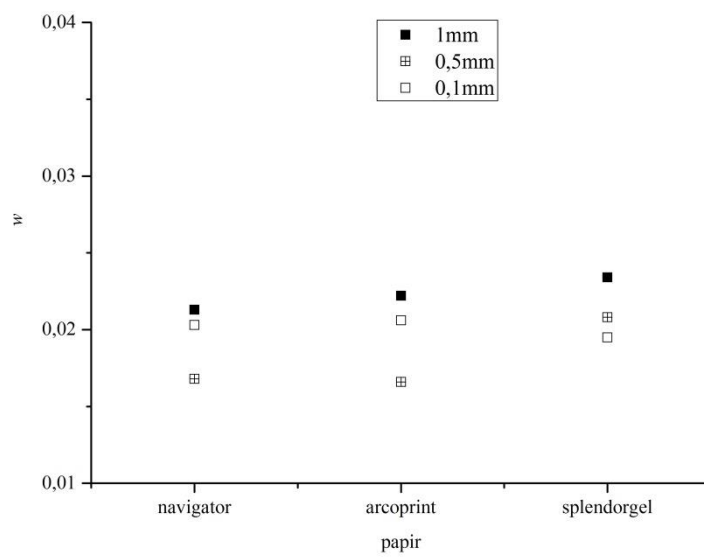 0,04
0,03
0,02
0,01
w
1mm
0,5mm
0,1mm
navigator arcoprint splendorgel
papir